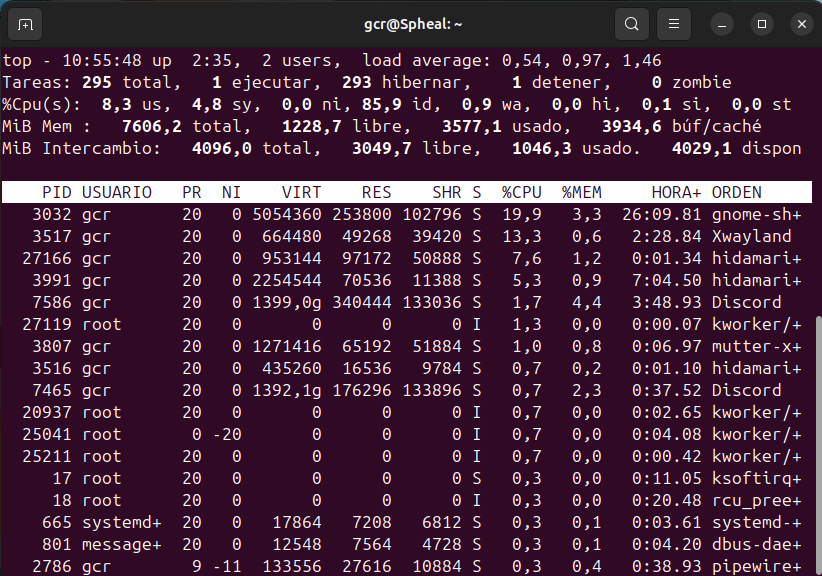 gcr@Spheal: ~
top - 10:55:48 up  2:35,  2 users,  load average: 0,54, 0,97, 1,46
Tareas: 295 total,   1 ejecutar,  293 hibernar,    1 detener,    0 zombie
%Cpu(s):  8,3 us,  4,8 sy,  0,0 ni, 85,9 id,  0,9 wa,  0,0 hi,  0,1 si,  0,0 st
MiB Mem :   7606,2 total,   1228,7 libre,   3577,1 usado,   3934,6 búf/caché
MiB Intercambio:   4096,0 total,   3049,7 libre,   1046,3 usado.   4029,1 dispon
PID USUARIO   PR  NI    VIRT    RES    SHR S  %CPU  %MEM     HORA+ ORDEN
3032 gcr       20   0 5054360 253800 102796 S  19,9   3,3  26:09.81 gnome-sh+
3517 gcr       20   0  664480  49268  39420 S  13,3   0,6   2:28.84 Xwayland
27166 gcr       20   0  953144  97172  50888 S   7,6   1,2   0:01.34 hidamari+
3991 gcr       20   0 2254544  70536  11388 S   5,3   0,9   7:04.50 hidamari+
7586 gcr       20   0 1399,0g 340444 133036 S   1,7   4,4   3:48.93 Discord
27119 root      20   0       0      0      0 I   1,3   0,0   0:00.07 kworker/+
3807 gcr       20   0 1271416  65192  51884 S   1,0   0,8   0:06.97 mutter-x+
3516 gcr       20   0  435260  16536   9784 S   0,7   0,2   0:01.10 hidamari+
7465 gcr       20   0 1392,1g 176296 133896 S   0,7   2,3   0:37.52 Discord
20937 root      20   0       0      0      0 I   0,7   0,0   0:02.65 kworker/+
25041 root       0 -20       0      0      0 I   0,7   0,0   0:04.08 kworker/+
25211 root      20   0       0      0      0 I   0,7   0,0   0:00.42 kworker/+
17 root      20   0       0      0      0 S   0,3   0,0   0:11.05 ksoftirq+
18 root      20   0       0      0      0 I   0,3   0,0   0:20.48 rcu_pree+
665 systemd+  20   0   17864   7208   6812 S   0,3   0,1   0:03.61 systemd-+
801 message+  20   0   12548   7564   4728 S   0,3   0,1   0:04.20 dbus-dae+
2786 gcr        9 -11  133556  27616  10884 S   0,3   0,4   0:38.93 pipewire+